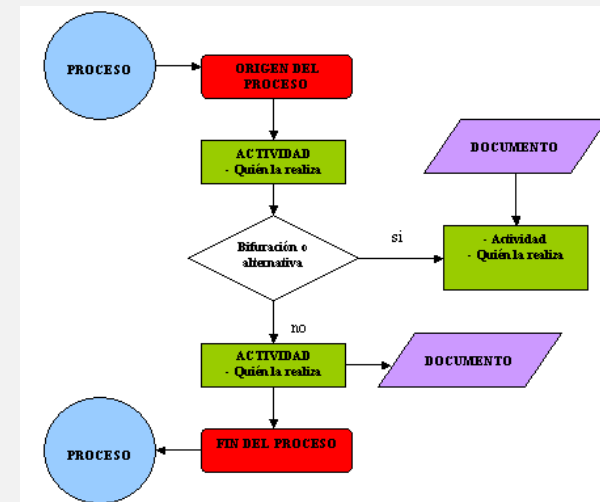 PROCESO
ORIGEN DEL
PROCESO
ACTIVIDAD
- Quién la realiza
DOCUMENTO
Bifuración o
alternativa
si
- Actividad
- Quién la realiza
no
ACTIVIDAD
- Quién la realiza
DOCUMENTO
FIN DEL PROCESO
PROCESO